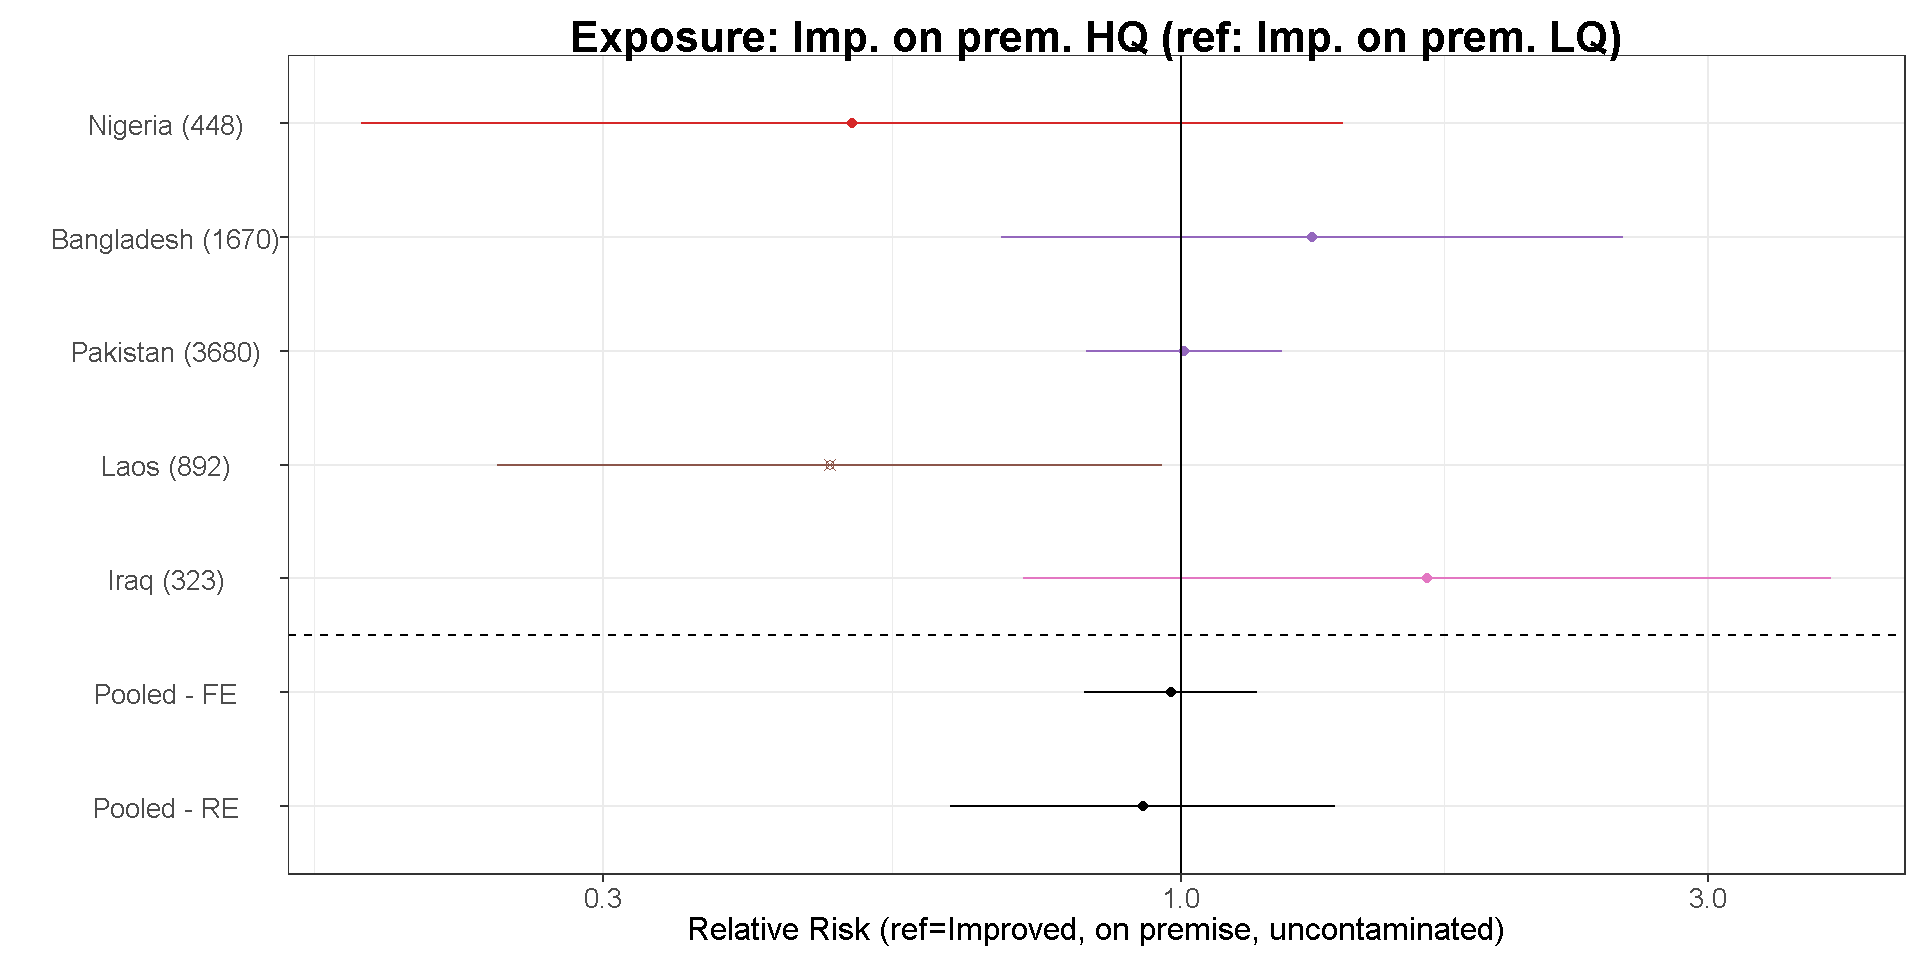 Exposure: Imp. on prem. HQ (ref: Imp. on prem. LQ)
Nigeria (448)
Bangladesh (1670)
Pakistan (3680)
Laos (892)
Iraq (323)
Pooled - FE
Pooled - RE
0.3 1.0 3.0
Relative Risk (ref=Improved, on premise, uncontaminated)